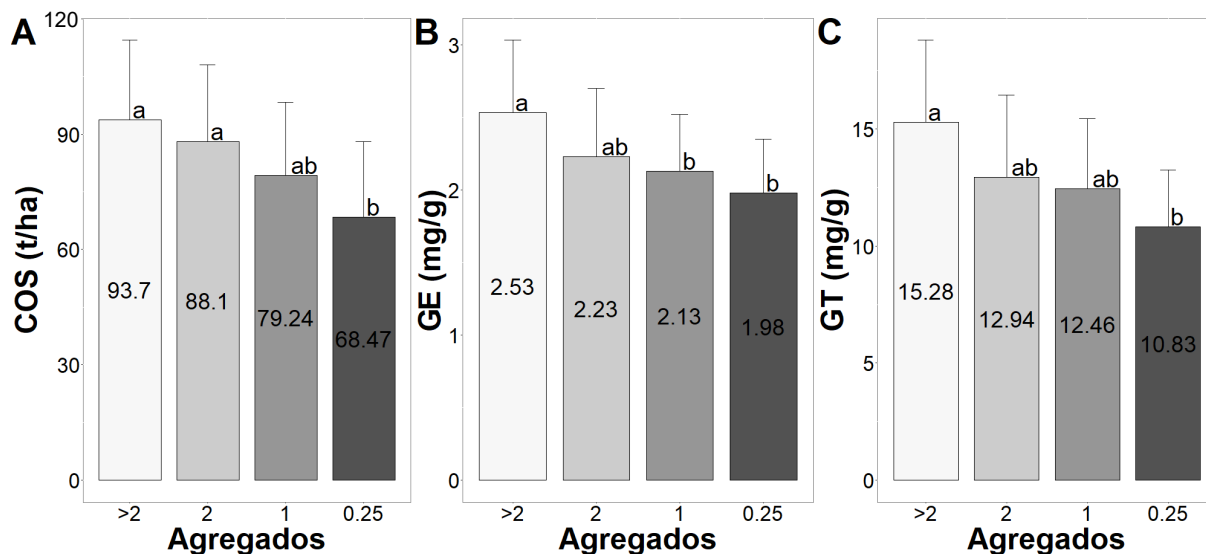 A
COS (t/ha)
120
90
60
30
0
a
a
ab
b
93.7
88.1
79.24
68.47
>2
2
1
0.25
Agregados
B
GE (mg/g)
3
2
1
0
a
ab
b
b
2.53
2.23
2.13
1.98
>2
2
1
0.25
Agregados
C
GT (mg/g)
15
10
5
0
a
ab
ab
b
15.28
12.94
12.46
10.83
>2
2
1
0.25
Agregados